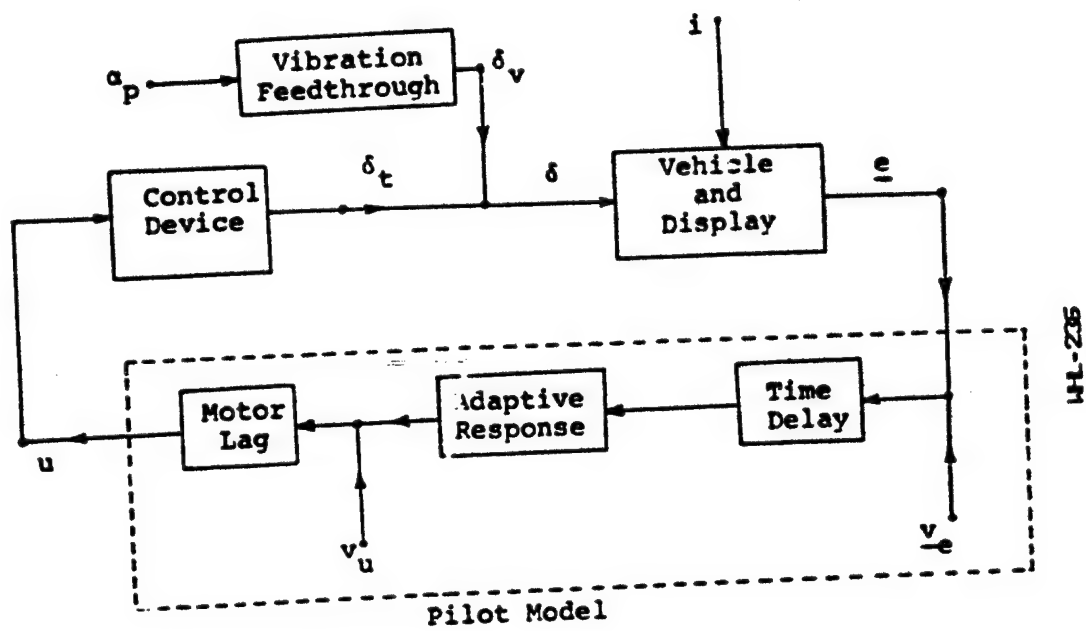 i
Vibration
Feedthrough
α_p
δ_v
Control
Device
δ_t
δ
Vehicle
and
Display
e
Motor
Lag
Adaptive
Response
Time
Delay
u
v_u
v_e
Pilot Model
WHL-236